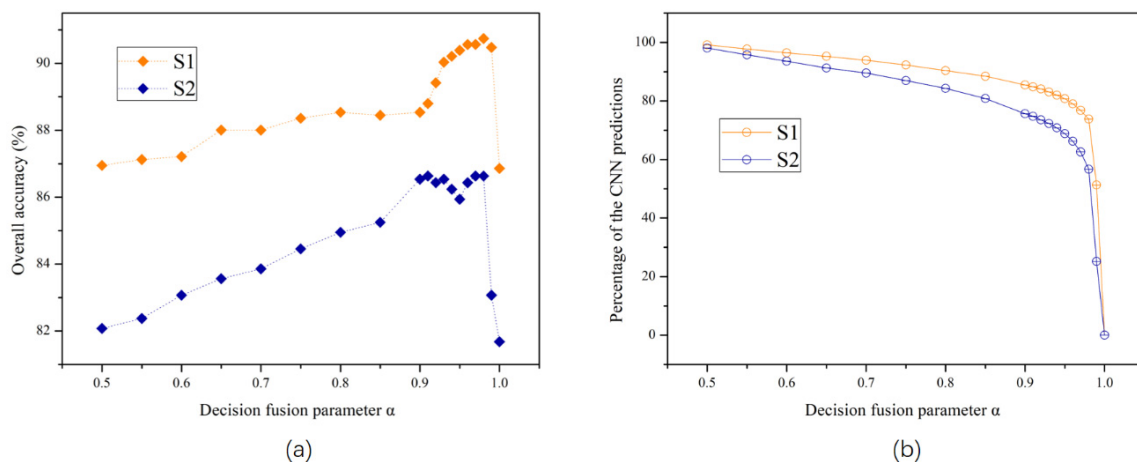 Overall accuracy (%)
90
88
86
84
82
S1
S2
0.5 0.6 0.7 0.8 0.9 1.0
Decision fusion parameter α
(a)
Percentage of the CNN predictions
100
80
60
40
20
0
S1
S2
0.5 0.6 0.7 0.8 0.9 1.0
Decision fusion parameter α
(b)